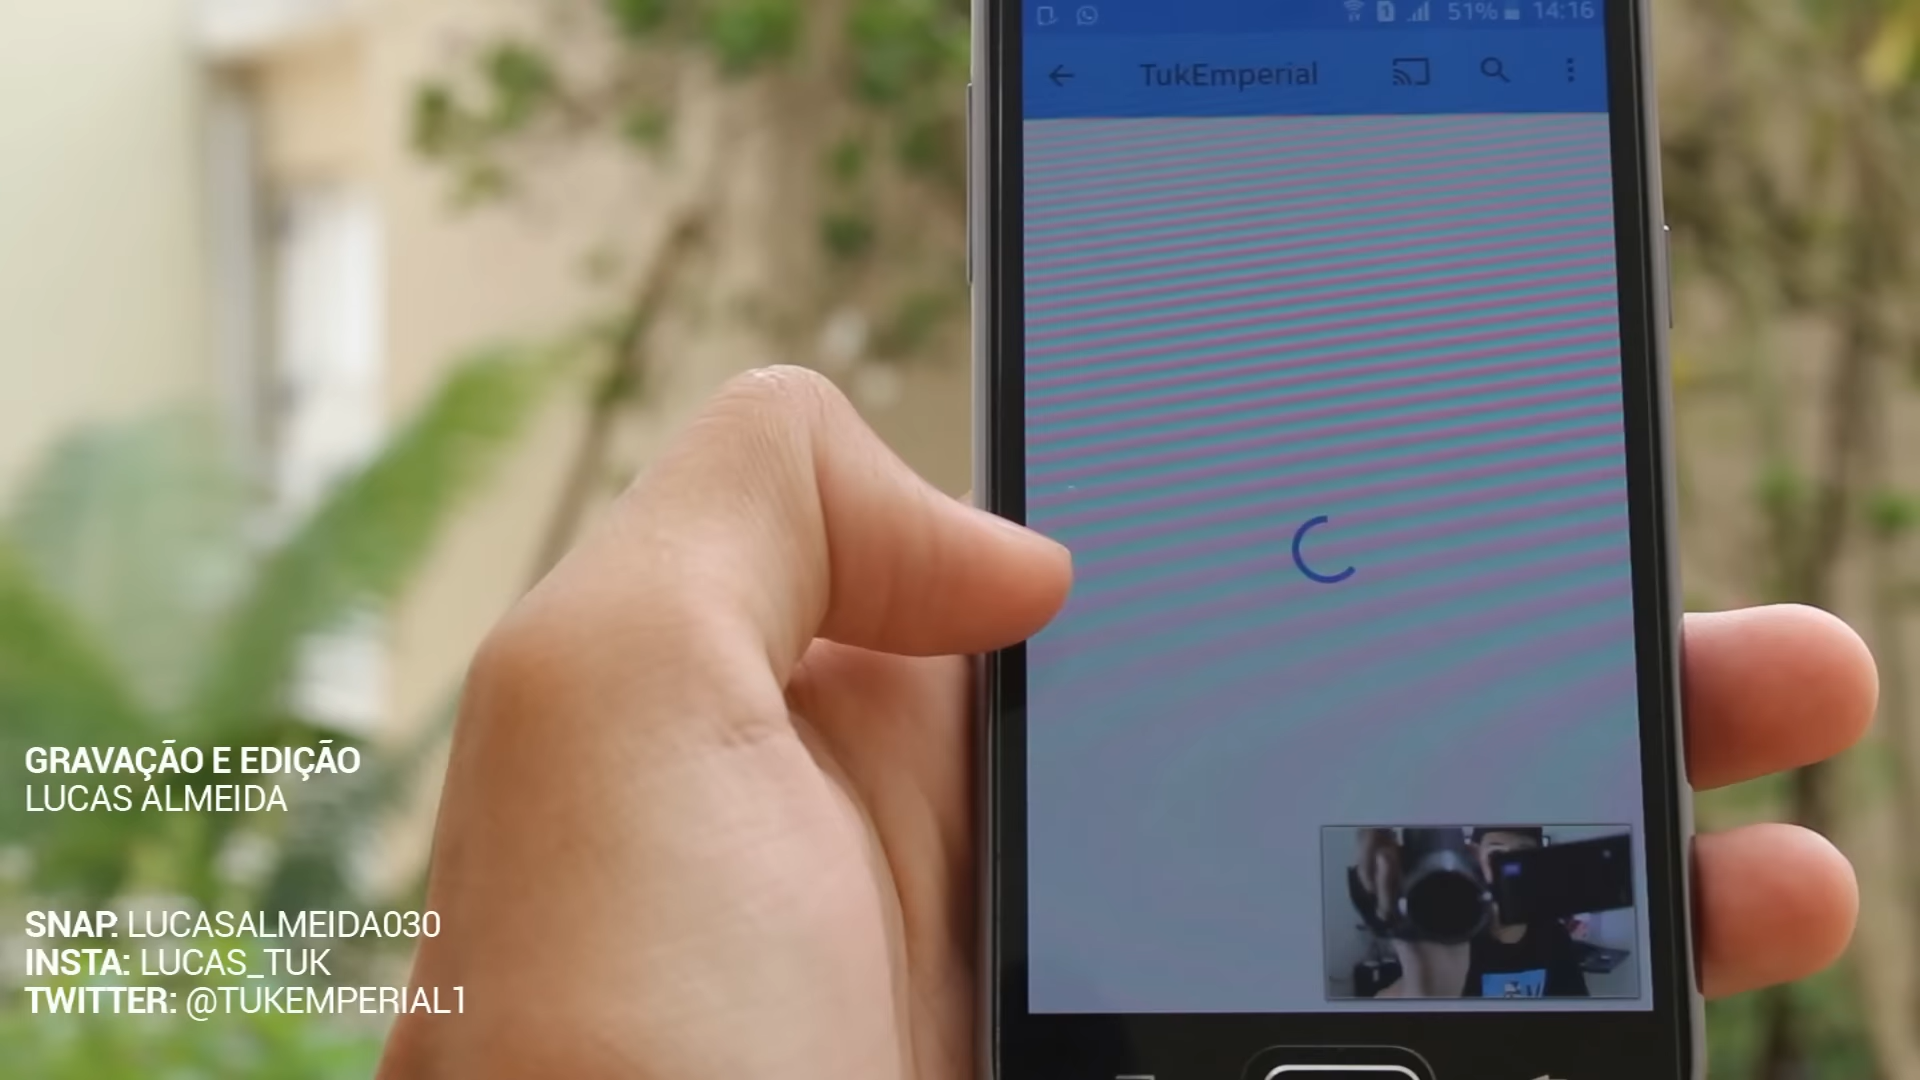 51% 14:16
TukEmperial
GRAVAÇÃO E EDIÇÃO
LUCAS ALMEIDA
SNAP: LUCASALMEIDA030
INSTA: LUCAS_TUK
TWITTER: @TUKEMPERIAL1